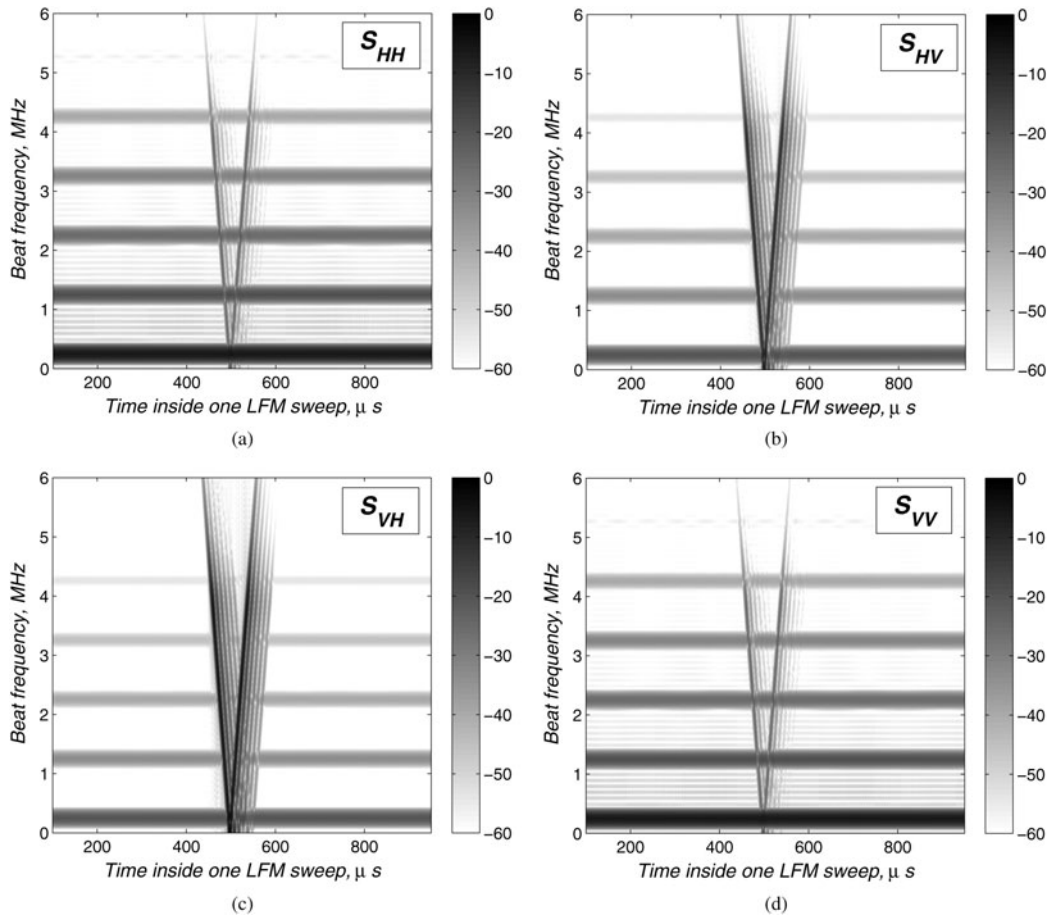 S_HH
Beat frequency, MHz
6
5
4
3
2
1
0
200 400 600 800
Time inside one LFM sweep, μ s
0
−10
−20
−30
−40
−50
−60
(a)
S_HV
Beat frequency, MHz
6
5
4
3
2
1
0
200 400 600 800
Time inside one LFM sweep, μ s
0
−10
−20
−30
−40
−50
−60
(b)
S_VH
Beat frequency, MHz
6
5
4
3
2
1
0
200 400 600 800
Time inside one LFM sweep, μ s
0
−10
−20
−30
−40
−50
−60
(c)
S_VV
Beat frequency, MHz
6
5
4
3
2
1
0
200 400 600 800
Time inside one LFM sweep, μ s
0
−10
−20
−30
−40
−50
−60
(d)